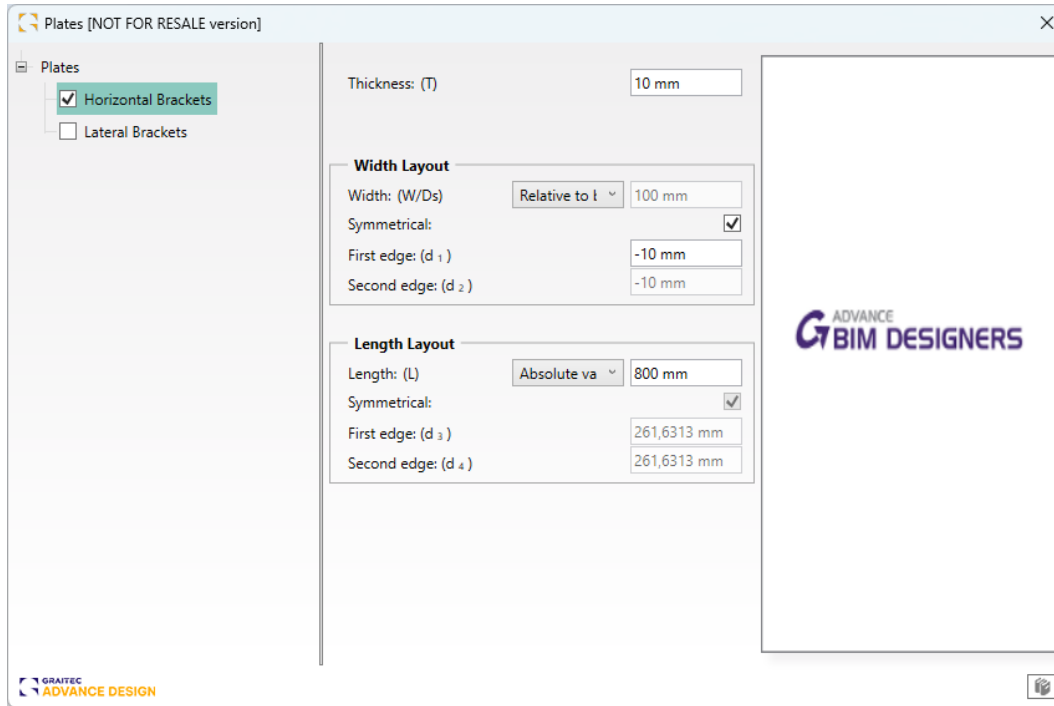 Plates [NOT FOR RESALE version]
Plates
Horizontal Brackets
Lateral Brackets
Thickness: (T) 10 mm
Width Layout
Width: (W/Ds) Relative to 100 mm
Symmetrical:
First edge: (d 1 ) -10 mm
Second edge: (d 2 ) -10 mm
Length Layout
Length: (L) Absolute va 800 mm
Symmetrical:
First edge: (d 3 ) 261,6313 mm
Second edge: (d 4 ) 261,6313 mm
ADVANCE
BIM DESIGNERS
GRAITEC
ADVANCE DESIGN